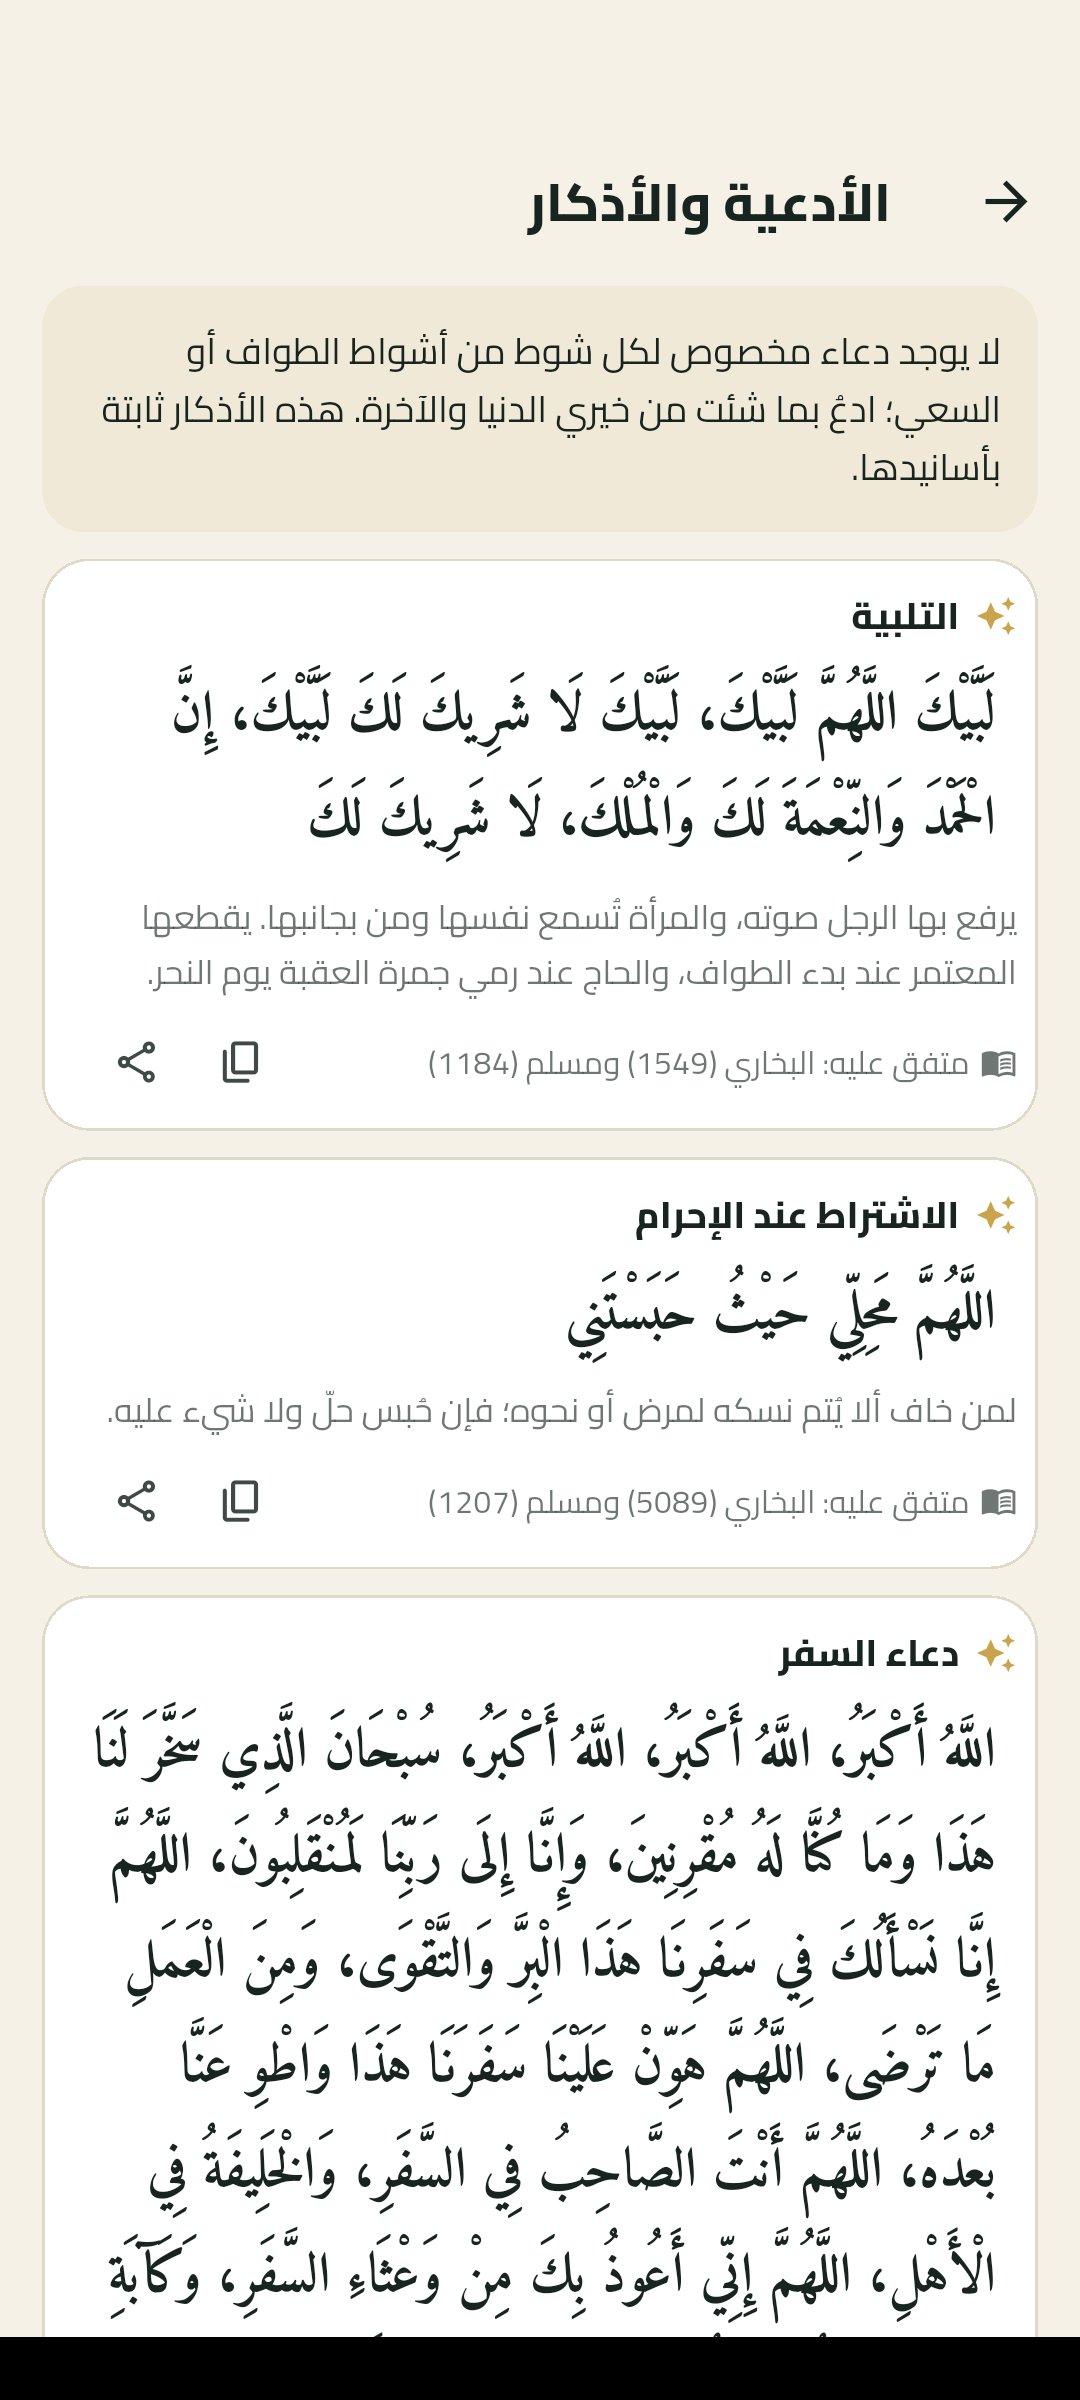 الأدعية والأذكار
لا يوجد دعاء مخصوص لكل شوط من أشواط الطواف أو
السعي؛ ادعُ بما شئت من خيري الدنيا والآخرة. هذه الأذكار ثابتة
بأسانيدها.
التلبية
لَبَّيْكَ اللَّهُمَّ لَبَّيْكَ، لَبَّيْكَ لَا شَرِيكَ لَكَ لَبَّيْكَ، إِنَّ
الْحَمْدَ وَالنِّعْمَةَ لَكَ وَالْمُلْكَ، لَا شَرِيكَ لَكَ
يرفع بها الرجل صوته، والمرأة تُسمع نفسها ومن بجانبها. يقطعها
المعتمر عند بدء الطواف، والحاج عند رمي جمرة العقبة يوم النحر.
متفق عليه: البخاري (1549) ومسلم (1184)
الاشتراط عند الإحرام
اللَّهُمَّ مَحِلِّي حَيْثُ حَبَسْتَنِي
لمن خاف ألا يُتم نسكه لمرض أو نحوه؛ فإن حُبس حلّ ولا شيء عليه.
متفق عليه: البخاري (5089) ومسلم (1207)
دعاء السفر
اللَّهُ أَكْبَرُ، اللَّهُ أَكْبَرُ، اللَّهُ أَكْبَرُ، سُبْحَانَ الَّذِي سَخَّرَ لَنَا
هَذَا وَمَا كُنَّا لَهُ مُقْرِنِينَ، وَإِنَّا إِلَى رَبِّنَا لَمُنْقَلِبُونَ، اللَّهُمَّ
إِنَّا نَسْأَلُكَ فِي سَفَرِنَا هَذَا الْبِرَّ وَالتَّقْوَى، وَمِنَ الْعَمَلِ
مَا تَرْضَى، اللَّهُمَّ هَوِّنْ عَلَيْنَا سَفَرَنَا هَذَا وَاطْوِ عَنَّا
بُعْدَهُ، اللَّهُمَّ أَنْتَ الصَّاحِبُ فِي السَّفَرِ، وَالْخَلِيفَةُ فِي
الْأَهْلِ، اللَّهُمَّ إِنِّي أَعُوذُ بِكَ مِنْ وَعْثَاءِ السَّفَرِ، وَكَآبَةِ